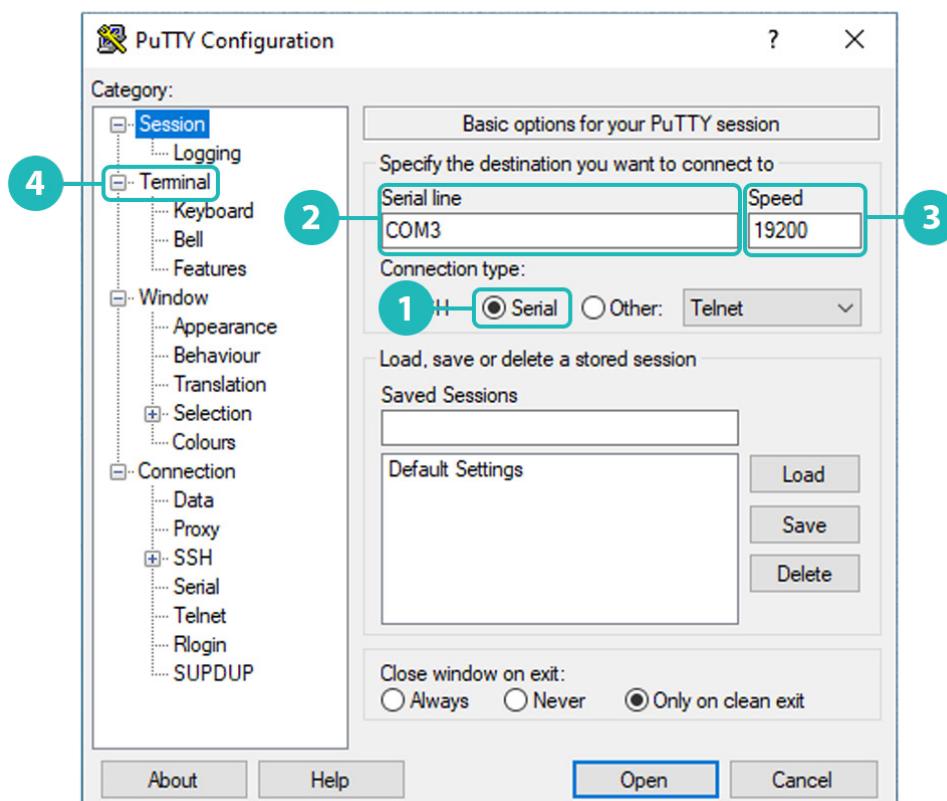 PuTTY Configuration
?
Category:
Session
Logging
Terminal
Keyboard
Bell
Features
Window
Appearance
Behaviour
Translation
Selection
Colours
Connection
Data
Proxy
SSH
Serial
Telnet
Rlogin
SUPDUP
Basic options for your PuTTY session
Specify the destination you want to connect to
Serial line
Speed
COM3
19200
Connection type:
H Serial Other: Telnet
Load, save or delete a stored session
Saved Sessions
Default Settings
Load
Save
Delete
Close window on exit:
Always Never Only on clean exit
About Help Open Cancel
1
2
3
4